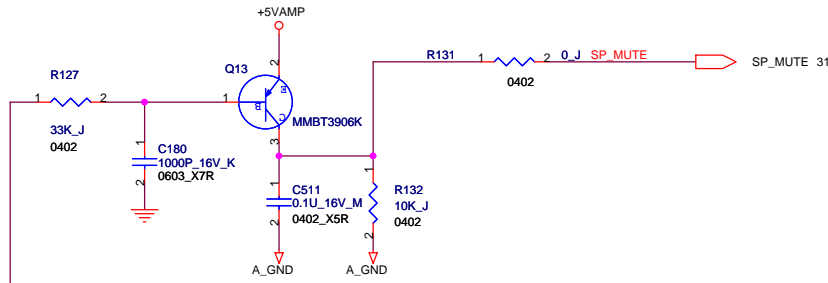 +5VAMP
2
R131
1
2
0_J
SP_MUTE
SP_MUTE 31
0402
R127
Q13
E
1
2
1
B
C
MMBT3906K
33K_J
0402
3
1
C180
1000P_16V_K
0603_X7R
2
1
C511
0.1U_16V_M
0402_X5R
2
1
R132
10K_J
0402
2
A_GND
A_GND